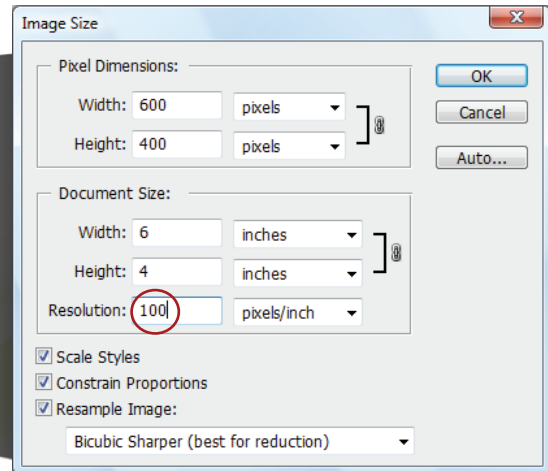 Image Size
Pixel Dimensions:
Width: 600 pixels
Height: 400 pixels
OK
Cancel
Auto...
Document Size:
Width: 6 inches
Height: 4 inches
Resolution: 100 pixels/inch
Scale Styles
Constrain Proportions
Resample Image:
Bicubic Sharper (best for reduction)